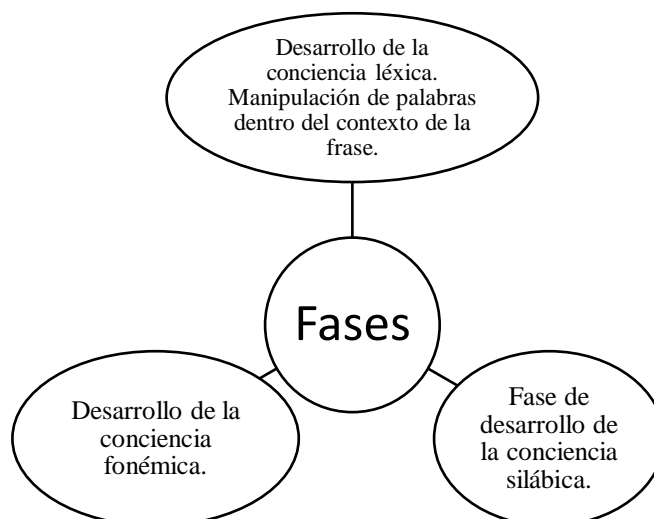 Desarrollo de la
conciencia léxica.
Manipulación de palabras
dentro del contexto de la
frase.
Fases
Desarrollo de la
conciencia
fonémica.
Fase de
desarrollo de
la conciencia
silábica.